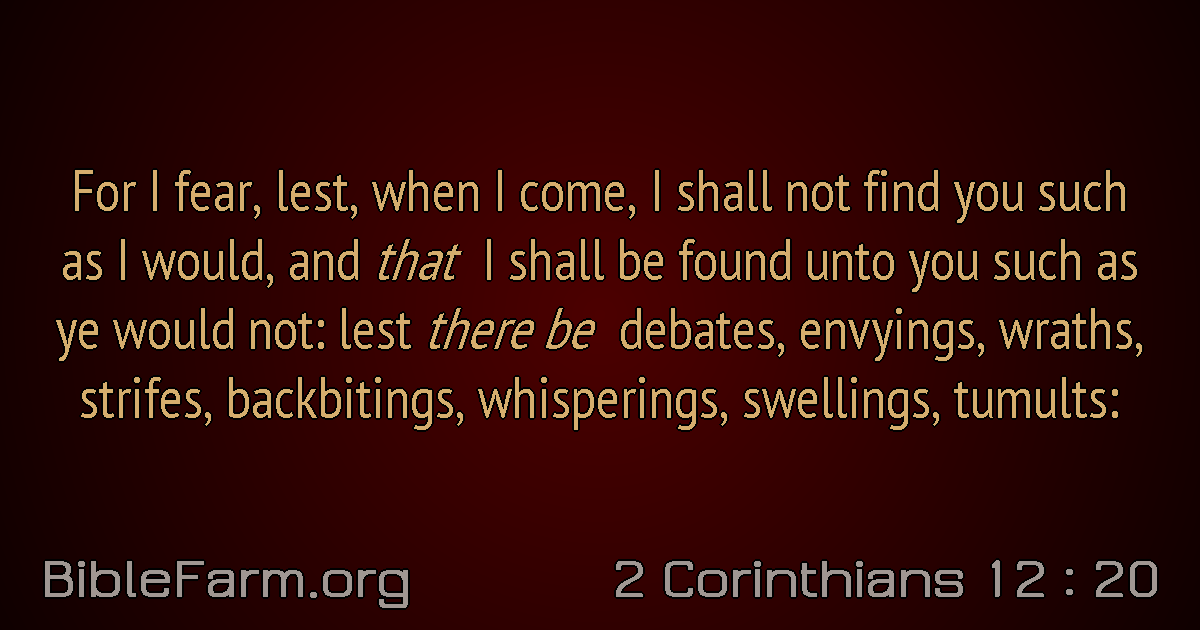 For I fear, lest, when I come, I shall not find you such
as I would, and that I shall be found unto you such as
ye would not: lest there be debates, envyings, wraths,
strifes, backbitings, whisperings, swellings, tumults:
BibleFarm.org
2 Corinthians 12 : 20